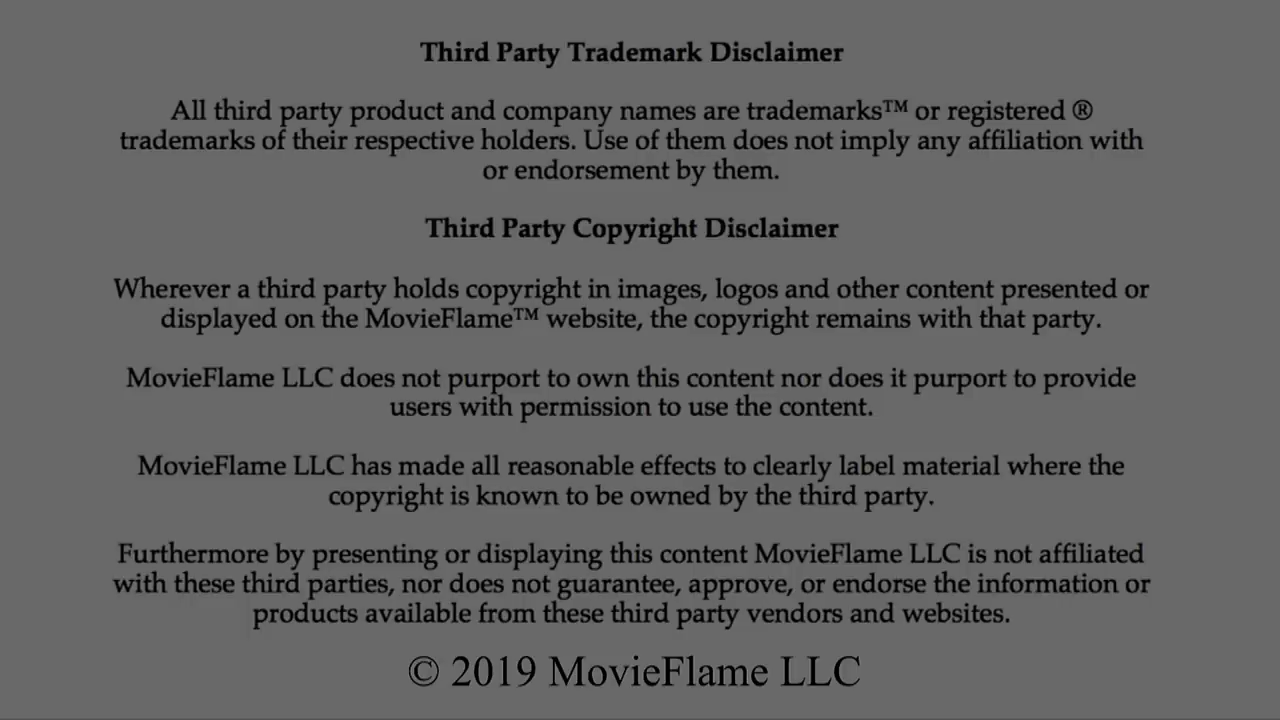 Third Party Trademark Disclaimer
All third party product and company names are trademarks™ or registered ®
trademarks of their respective holders. Use of them does not imply any affiliation with
or endorsement by them.
Third Party Copyright Disclaimer
Wherever a third party holds copyright in images, logos and other content presented or
displayed on the MovieFlame™ website, the copyright remains with that party.
MovieFlame LLC does not purport to own this content nor does it purport to provide
users with permission to use the content.
MovieFlame LLC has made all reasonable effects to clearly label material where the
copyright is known to be owned by the third party.
Furthermore by presenting or displaying this content MovieFlame LLC is not affiliated
with these third parties, nor does not guarantee, approve, or endorse the information or
products available from these third party vendors and websites.
© 2019 MovieFlame LLC